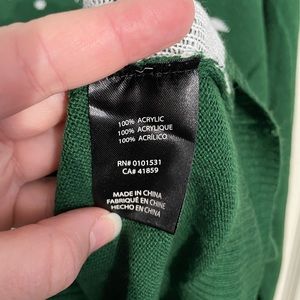 100% ACRYLIC
100% ACRYLIQUE
100% ACRÍLICO
RN# 0101531
CA# 41859
MADE IN CHINA
FABRIQUÉ EN CHINE
HECHO EN CHINA